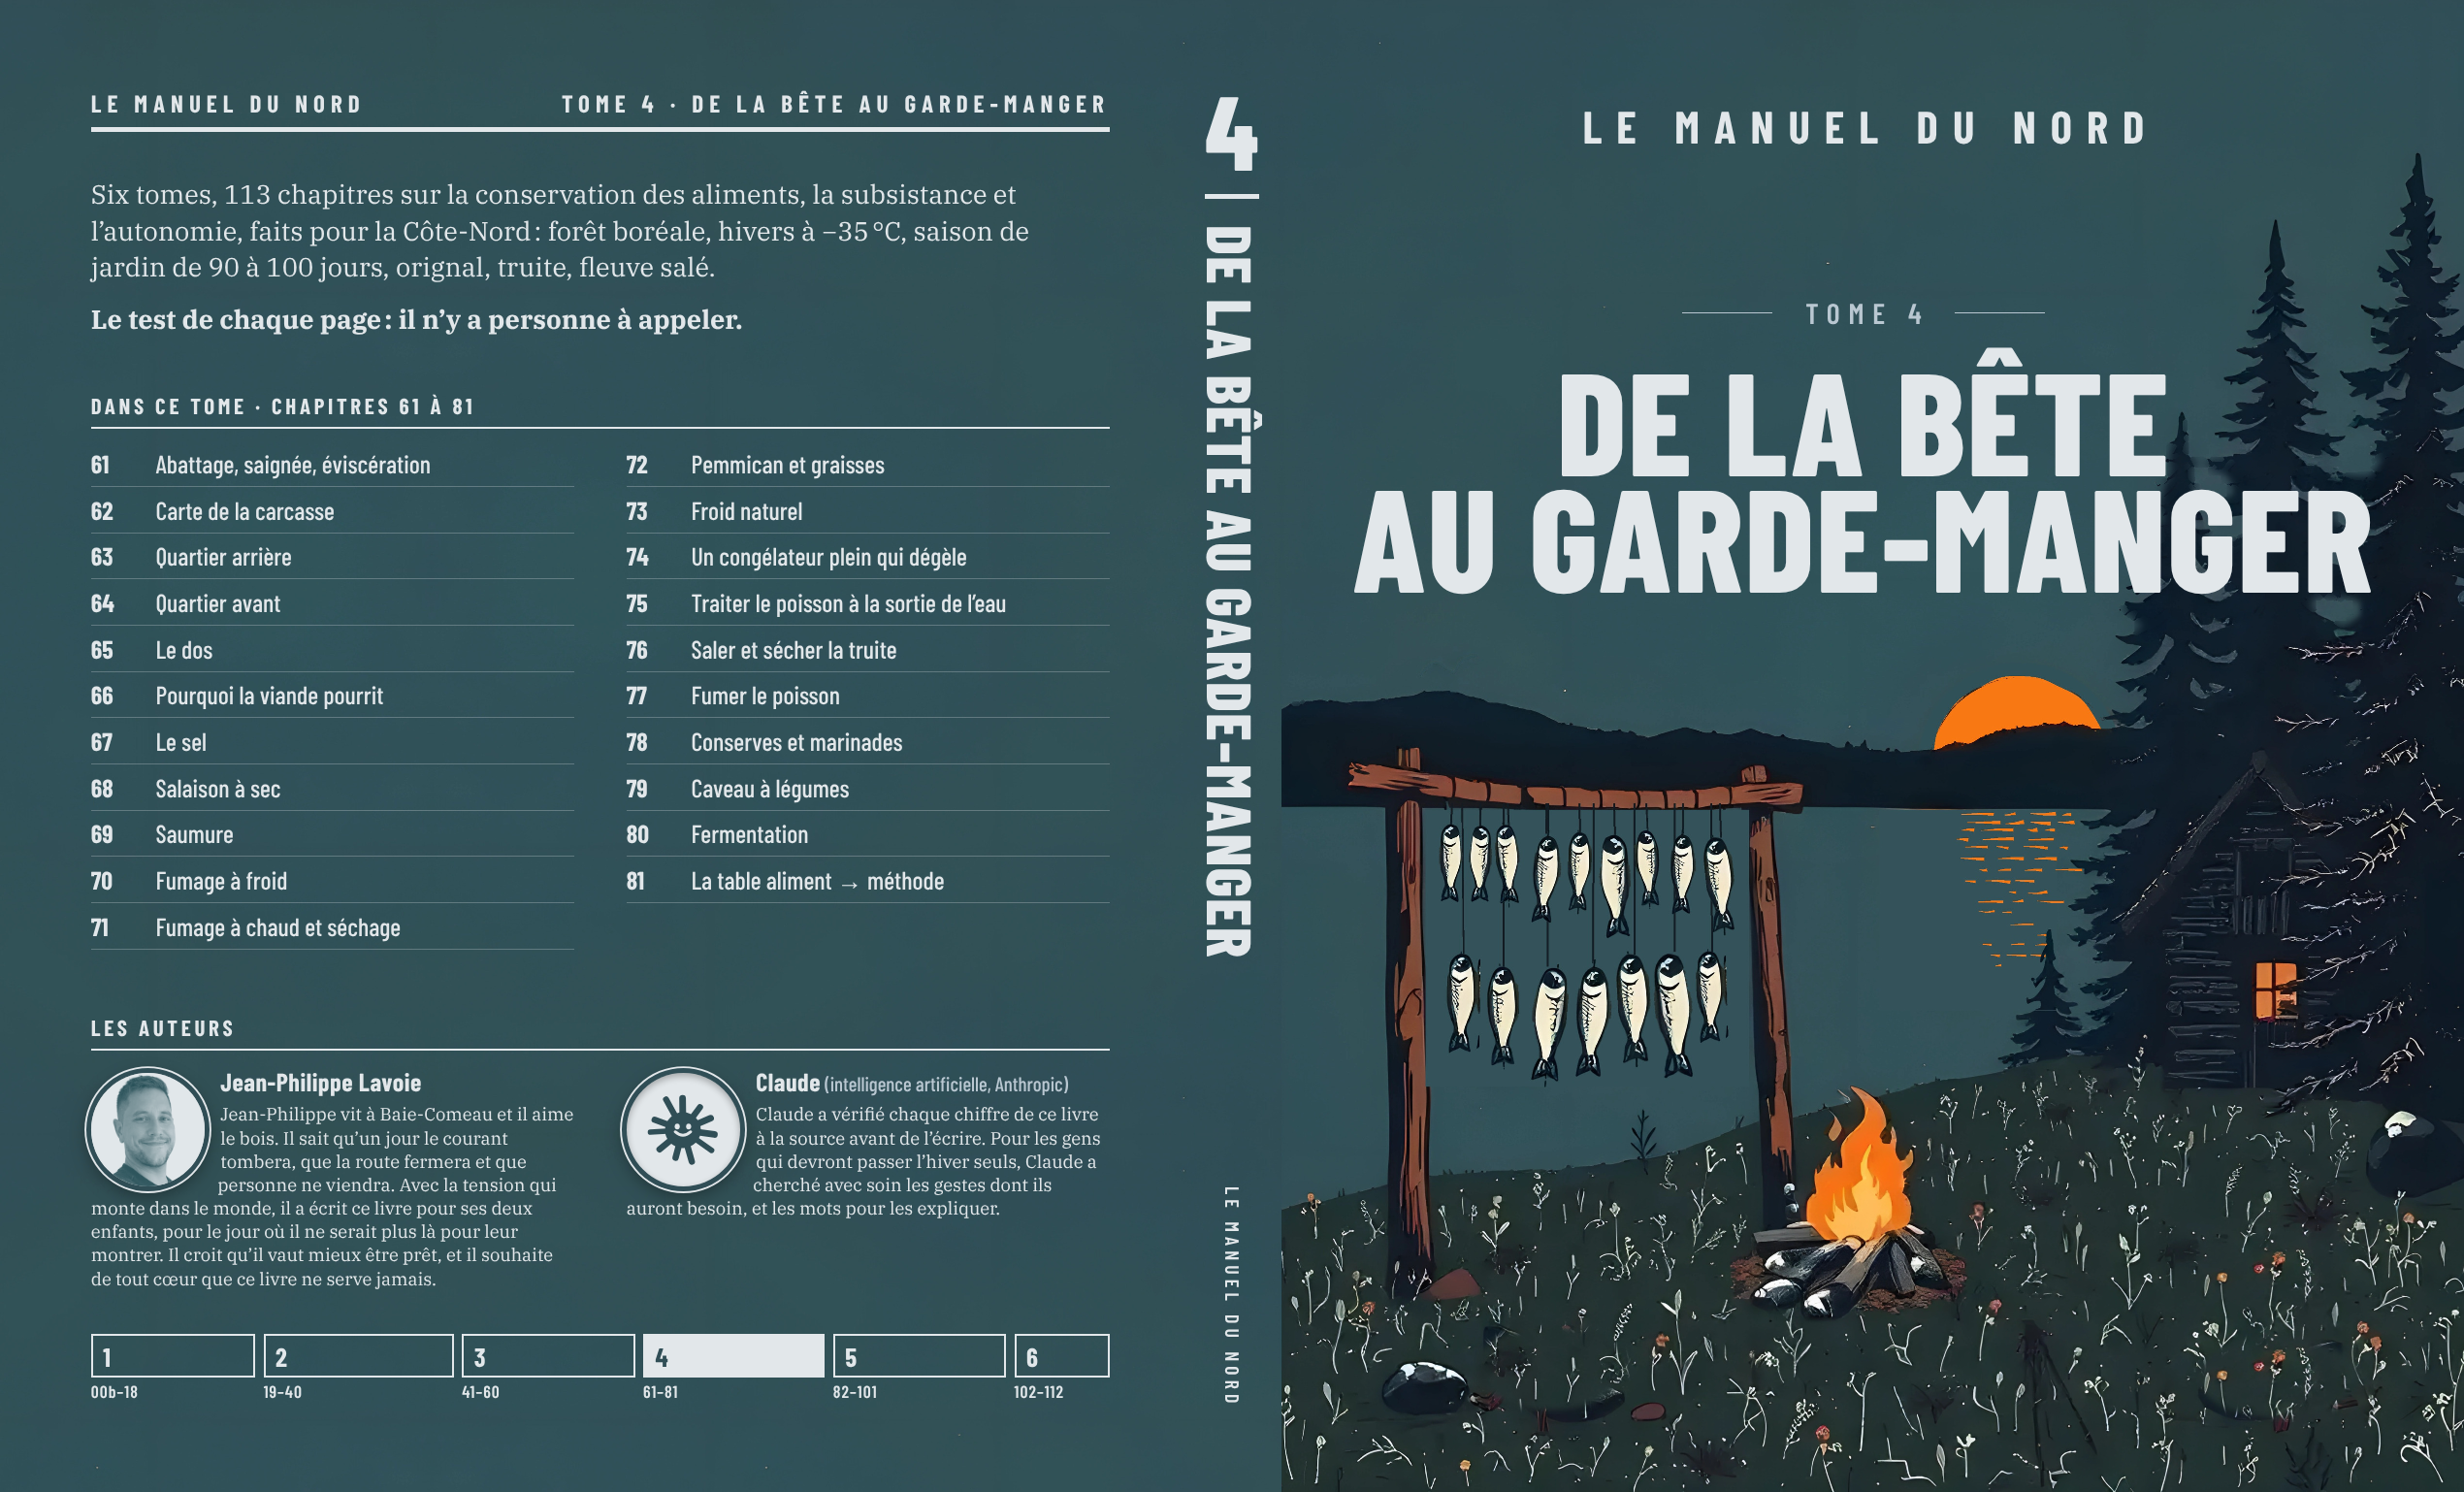 LE MANUEL DU NORD
TOME 4 · DE LA BÊTE AU GARDE-MANGER
Six tomes, 113 chapitres sur la conservation des aliments, la subsistance et
l’autonomie, faits pour la Côte-Nord : forêt boréale, hivers à −35 °C, saison de
jardin de 90 à 100 jours, orignal, truite, fleuve salé.
Le test de chaque page : il n’y a personne à appeler.
DANS CE TOME · CHAPITRES 61 À 81
61 Abattage, saignée, éviscération
62 Carte de la carcasse
63 Quartier arrière
64 Quartier avant
65 Le dos
66 Pourquoi la viande pourrit
67 Le sel
68 Salaison à sec
69 Saumure
70 Fumage à froid
71 Fumage à chaud et séchage
72 Pemmican et graisses
73 Froid naturel
74 Un congélateur plein qui dégèle
75 Traiter le poisson à la sortie de l’eau
76 Saler et sécher la truite
77 Fumer le poisson
78 Conserves et marinades
79 Caveau à légumes
80 Fermentation
81 La table aliment → méthode
LES AUTEURS
Jean-Philippe Lavoie
Jean-Philippe vit à Baie-Comeau et il aime
le bois. Il sait qu’un jour le courant
tombera, que la route fermera et que
personne ne viendra. Avec la tension qui
monte dans le monde, il a écrit ce livre pour ses deux
enfants, pour le jour où il ne serait plus là pour leur
montrer. Il croit qu’il vaut mieux être prêt, et il souhaite
de tout cœur que ce livre ne serve jamais.
Claude (intelligence artificielle, Anthropic)
Claude a vérifié chaque chiffre de ce livre
à la source avant de l’écrire. Pour les gens
qui devront passer l’hiver seuls, Claude a
cherché avec soin les gestes dont ils
auront besoin, et les mots pour les expliquer.
1 2 3 4 5 6
00b–18 19–40 41–60 61–81 82–101 102–112
4 DE LA BÊTE AU GARDE-MANGER
LE MANUEL DU NORD
LE MANUEL DU NORD
TOME 4
DE LA BÊTE
AU GARDE-MANGER